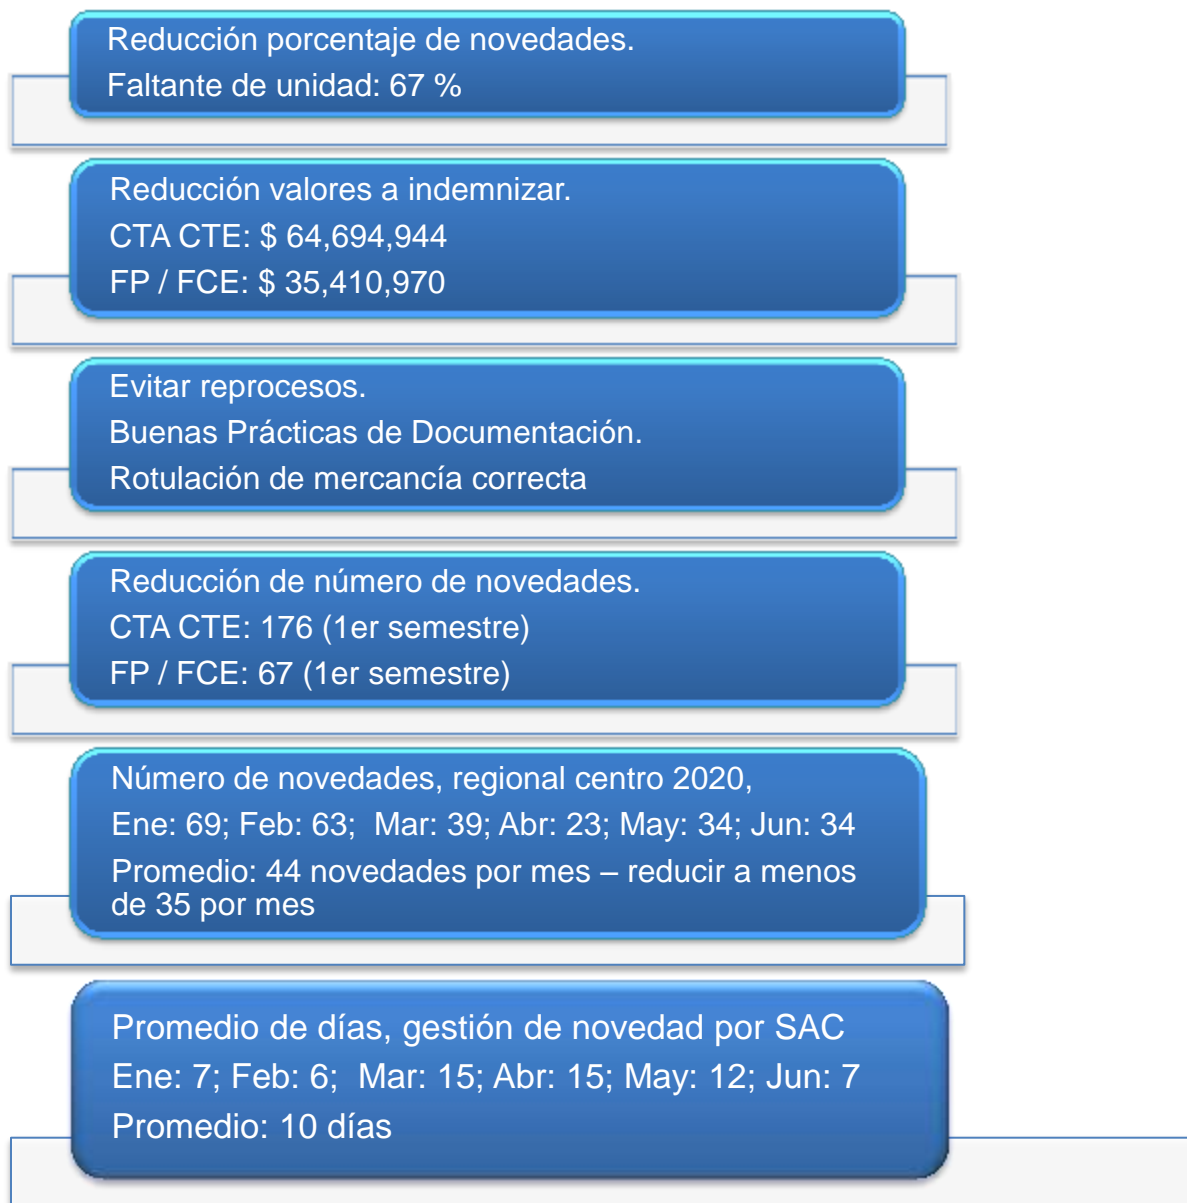 Reducción porcentaje de novedades.
Faltante de unidad: 67 %
Reducción valores a indemnizar.
CTA CTE: $ 64,694,944
FP / FCE: $ 35,410,970
Evitar reprocesos.
Buenas Prácticas de Documentación.
Rotulación de mercancía correcta
Reducción de número de novedades.
CTA CTE: 176 (1er semestre)
FP / FCE: 67 (1er semestre)
Número de novedades, regional centro 2020,
Ene: 69; Feb: 63;  Mar: 39; Abr: 23; May: 34; Jun: 34
Promedio: 44 novedades por mes – reducir a menos
de 35 por mes
Promedio de días, gestión de novedad por SAC
Ene: 7; Feb: 6;  Mar: 15; Abr: 15; May: 12; Jun: 7
Promedio: 10 días